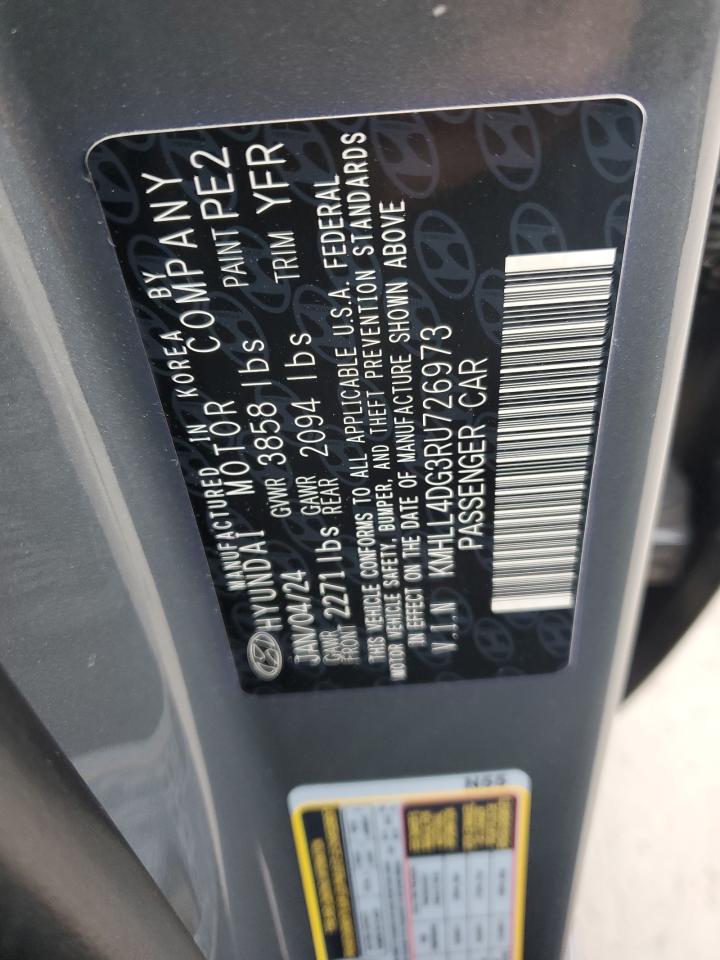 MANUFACTURED IN KOREA BY
HYUNDAI MOTOR COMPANY
JAN/04/24 GVWR 3858 lbs PAINT PE2
GAWR FRONT 2271 lbs GAWR REAR 2094 lbs TRIM YFR
THIS VEHICLE CONFORMS TO ALL APPLICABLE U.S.A. FEDERAL
MOTOR VEHICLE SAFETY, BUMPER, AND THEFT PREVENTION STANDARDS
IN EFFECT ON THE DATE OF MANUFACTURE SHOWN ABOVE
V.I.N KMHLL4DG3RU726973
PASSENGER CAR
N55